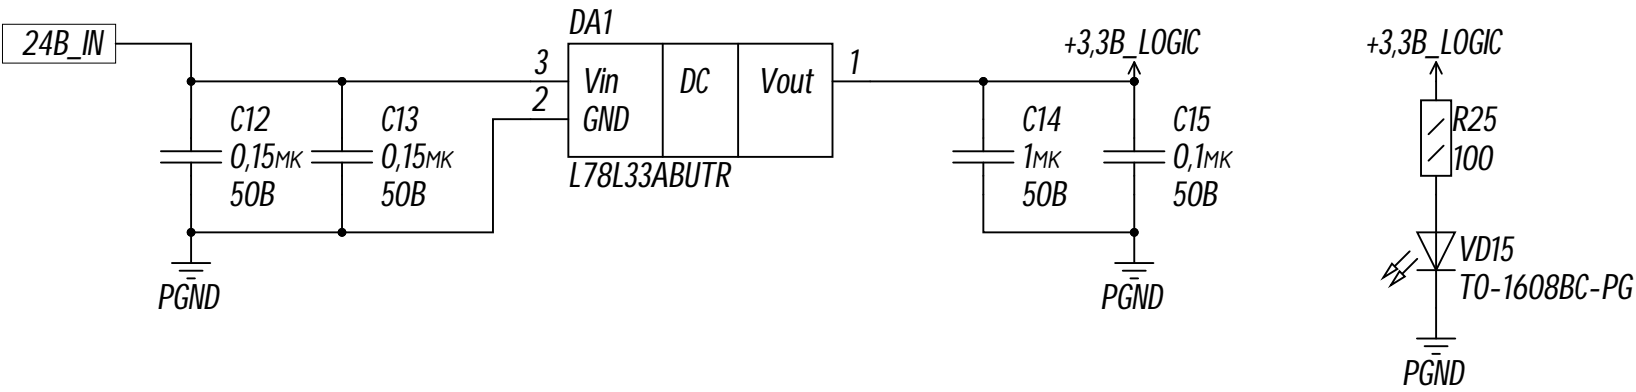 24В_IN
DA1
3
Vin
DC
Vout
1
2
GND
L78L33ABUTR
C12
0,15мк
50В
C13
0,15мк
50В
PGND
+3,3В_LOGIC
C14
1мк
50В
C15
0,1мк
50В
PGND
+3,3В_LOGIC
R25
100
VD15
TO-1608BC-PG
PGND